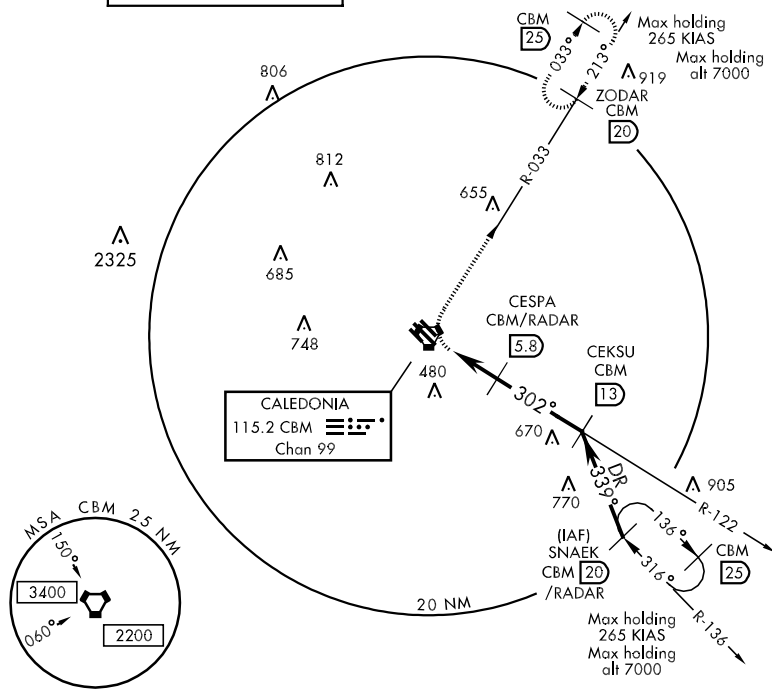 CBM
25
033°
213°
Max holding
265 KIAS
Max holding
alt 7000
919
ZODAR
CBM
20
806
812
R-033
655
2325
685
748
CESPA
CBM/RADAR
5.8
CEKSU
CBM
13
480
302°
CALEDONIA
115.2 CBM
Chan 99
670
DR
339°
770
905
R-122
136°
(IAF)
SNAEK
CBM 20
/RADAR
316°
CBM
25
R-136
MSA CBM 25 NM
150°
3400
060°
2200
20 NM
Max holding
265 KIAS
Max holding
alt 7000